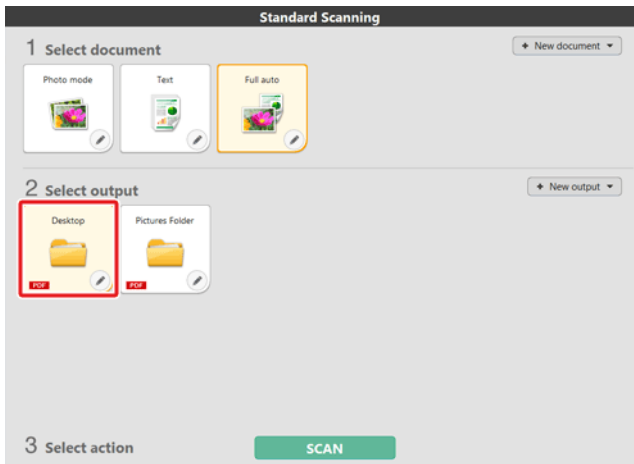 Standard Scanning
1 Select document
+ New document
Photo mode
Text
Full auto
2 Select output
+ New output
Desktop
Pictures Folder
PDF
PDF
3 Select action
SCAN